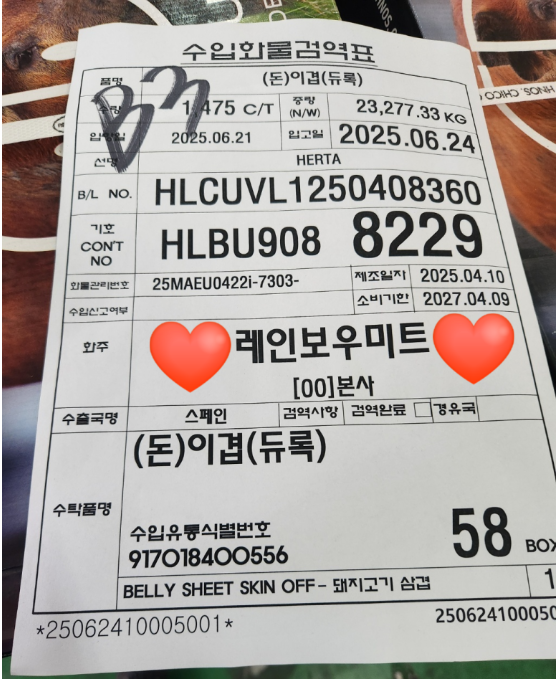 수입화물검역표
품명 (돈)이겹(듀록)
B3
수량 1,475 C/T 중량 (N/W) 23,277.33 KG
입항일 2025.06.21 입고일 2025.06.24
선명 HERTA
B/L NO. HLCUVL1250408360
기호 CON'T NO HLBU908 8229
화물관리번호 25MAEU0422i-7303- 제조일자 2025.04.10
수입신고여부 소비기한 2027.04.09
화주 레인보우미트
[00]본사
수출국명 스페인 검역사항 검역완료 경유국
수탁품명 (돈)이겹(듀록)
수입유통식별번호
917018400556
58 BOX
BELLY SHEET SKIN OFF- 돼지고기 삼겹 1
*25062410005001* 250624100050